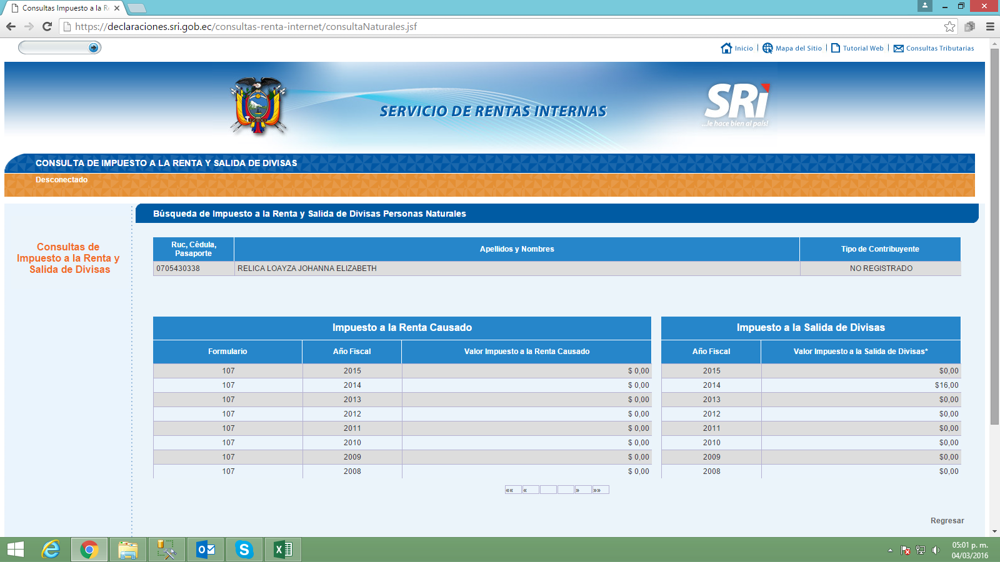 Consultas Impuesto a la R
https://declaraciones.sri.gob.ec/consultas-renta-internet/consultaNaturales.jsf
Inicio | Mapa del Sitio | Tutorial Web | Consultas Tributarias
SERVICIO DE RENTAS INTERNAS
SRi
...le hace bien al país!
CONSULTA DE IMPUESTO A LA RENTA Y SALIDA DE DIVISAS
Desconectado
Consultas de
Impuesto a la Renta y
Salida de Divisas
Búsqueda de Impuesto a la Renta y Salida de Divisas Personas Naturales
Ruc, Cédula, Pasaporte Apellidos y Nombres Tipo de Contribuyente
0705430338 RELICA LOAYZA JOHANNA ELIZABETH NO REGISTRADO
Impuesto a la Renta Causado Impuesto a la Salida de Divisas
Formulario Año Fiscal Valor Impuesto a la Renta Causado Año Fiscal Valor Impuesto a la Salida de Divisas*
107 2015 $ 0,00 2015 $0,00
107 2014 $ 0,00 2014 $16,00
107 2013 $ 0,00 2013 $0,00
107 2012 $ 0,00 2012 $0,00
107 2011 $ 0,00 2011 $0,00
107 2010 $ 0,00 2010 $0,00
107 2009 $ 0,00 2009 $0,00
107 2008 $ 0,00 2008 $0,00
«« « » »»
Regresar
05:01 p. m.
04/03/2016